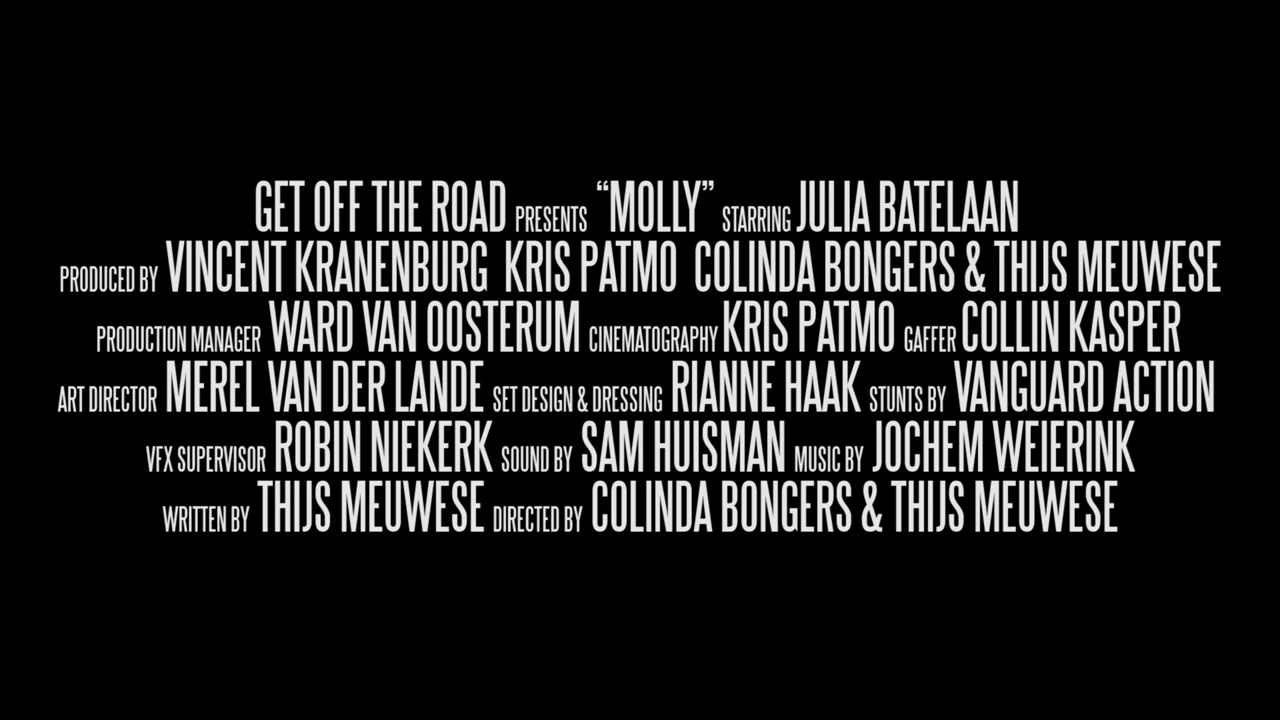 GET OFF THE ROAD PRESENTS “MOLLY” STARRING JULIA BATELAAN
PRODUCED BY VINCENT KRANENBURG KRIS PATMO COLINDA BONGERS & THIJS MEUWESE
PRODUCTION MANAGER WARD VAN OOSTERUM CINEMATOGRAPHY KRIS PATMO GAFFER COLLIN KASPER
ART DIRECTOR MEREL VAN DER LANDE SET DESIGN & DRESSING RIANNE HAAK STUNTS BY VANGUARD ACTION
VFX SUPERVISOR ROBIN NIEKERK SOUND BY SAM HUISMAN MUSIC BY JOCHEM WEIERINK
WRITTEN BY THIJS MEUWESE DIRECTED BY COLINDA BONGERS & THIJS MEUWESE